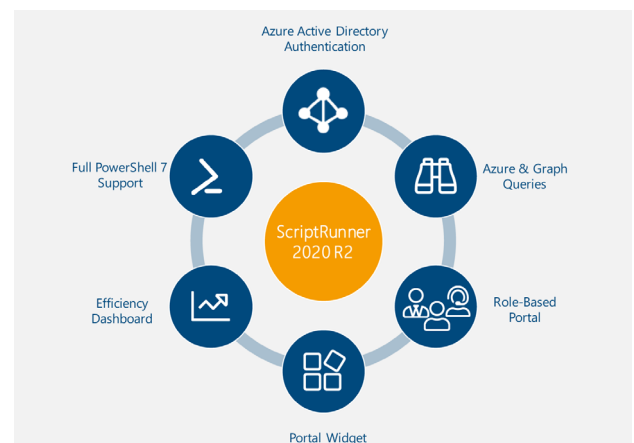 Azure Active Directory
Authentication
Full PowerShell 7
Support
Azure & Graph
Queries
ScriptRunner
2020 R2
Efficiency
Dashboard
Role-Based
Portal
Portal Widget